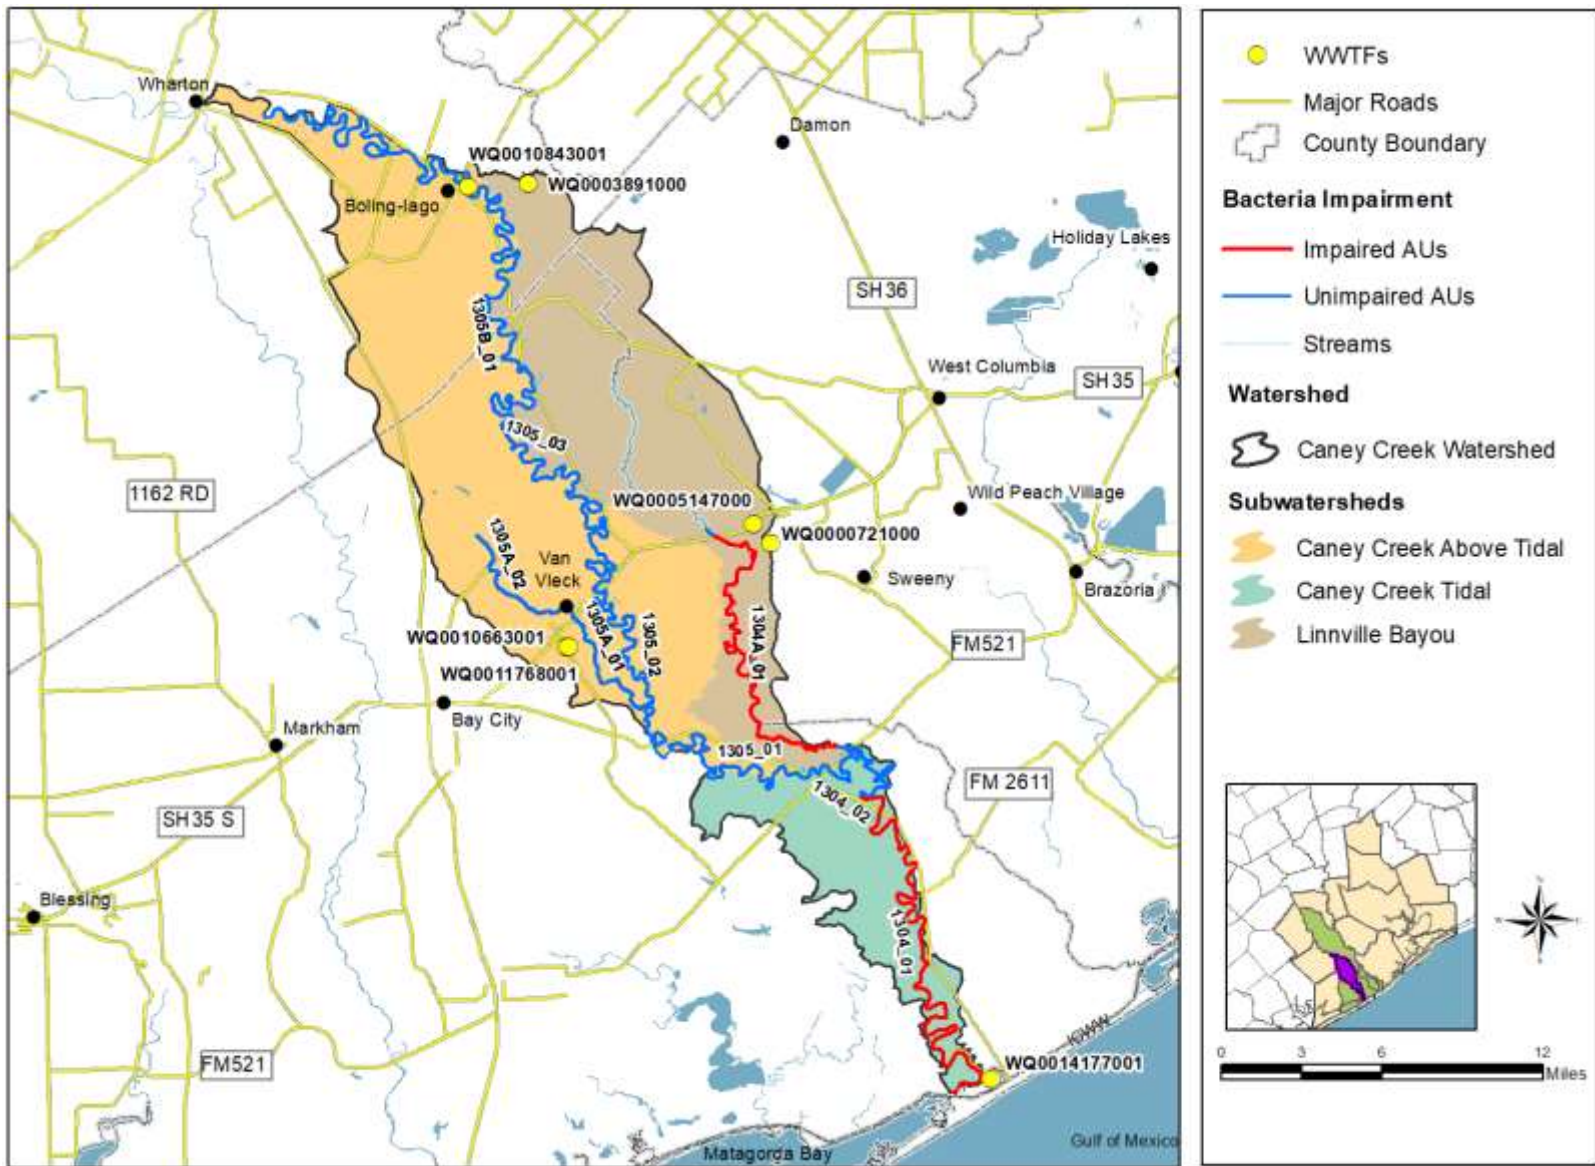 Wharton
WQ0010843001
WQ0003891000
Boling-Iago
Damon
Holiday Lakes
SH 36
1305B_01
West Columbia
SH 35
1305_03
1162 RD
WQ0005147000
Wild Peach Village
WQ0000721000
1305A_02
Van
Vleck
Sweeny
Brazoria
WQ0010663001
1305A_01
1305_02
1304A_01
FM521
WQ0011768001
Bay City
Markham
1305_01
FM 2611
1304_02
SH 35 S
Blessing
1304_01
ICWW
FM521
WQ0014177001
Gulf of Mexico
Matagorda Bay
WWTFs
Major Roads
County Boundary
Bacteria Impairment
Impaired AUs
Unimpaired AUs
Streams
Watershed
Caney Creek Watershed
Subwatersheds
Caney Creek Above Tidal
Caney Creek Tidal
Linnville Bayou
0 3 6 12
Miles